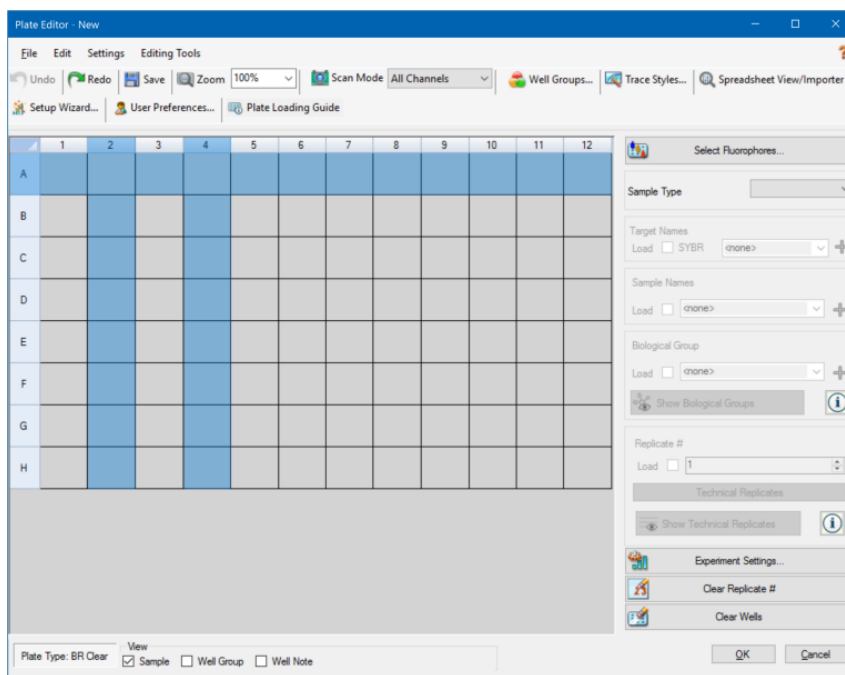 Plate Editor - New
File Edit Settings Editing Tools
Undo Redo Save Zoom 100% Scan Mode All Channels Well Groups... Trace Styles... Spreadsheet View/Importer
Setup Wizard... User Preferences... Plate Loading Guide
1 2 3 4 5 6 7 8 9 10 11 12
A
B
C
D
E
F
G
H
Select Fluorophores...
Sample Type
Target Names
Load SYBR <none>
Sample Names
Load <none>
Biological Group
Load <none>
Show Biological Groups
Replicate #
Load 1
Technical Replicates
Show Technical Replicates
Experiment Settings...
Clear Replicate #
Clear Wells
Plate Type: BR Clear
View
Sample Well Group Well Note
OK Cancel